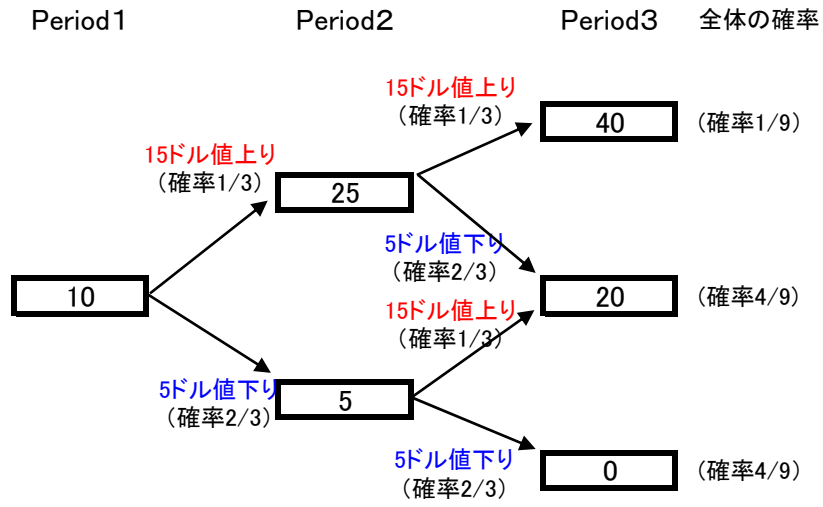 Period1 Period2 Period3 全体の確率
15ドル値上り
(確率1/3)
40
(確率1/9)
15ドル値上り
(確率1/3)
25
5ドル値下り
(確率2/3)
10
20
(確率4/9)
15ドル値上り
(確率1/3)
5ドル値下り
(確率2/3)
5
5ドル値下り
(確率2/3)
0
(確率4/9)